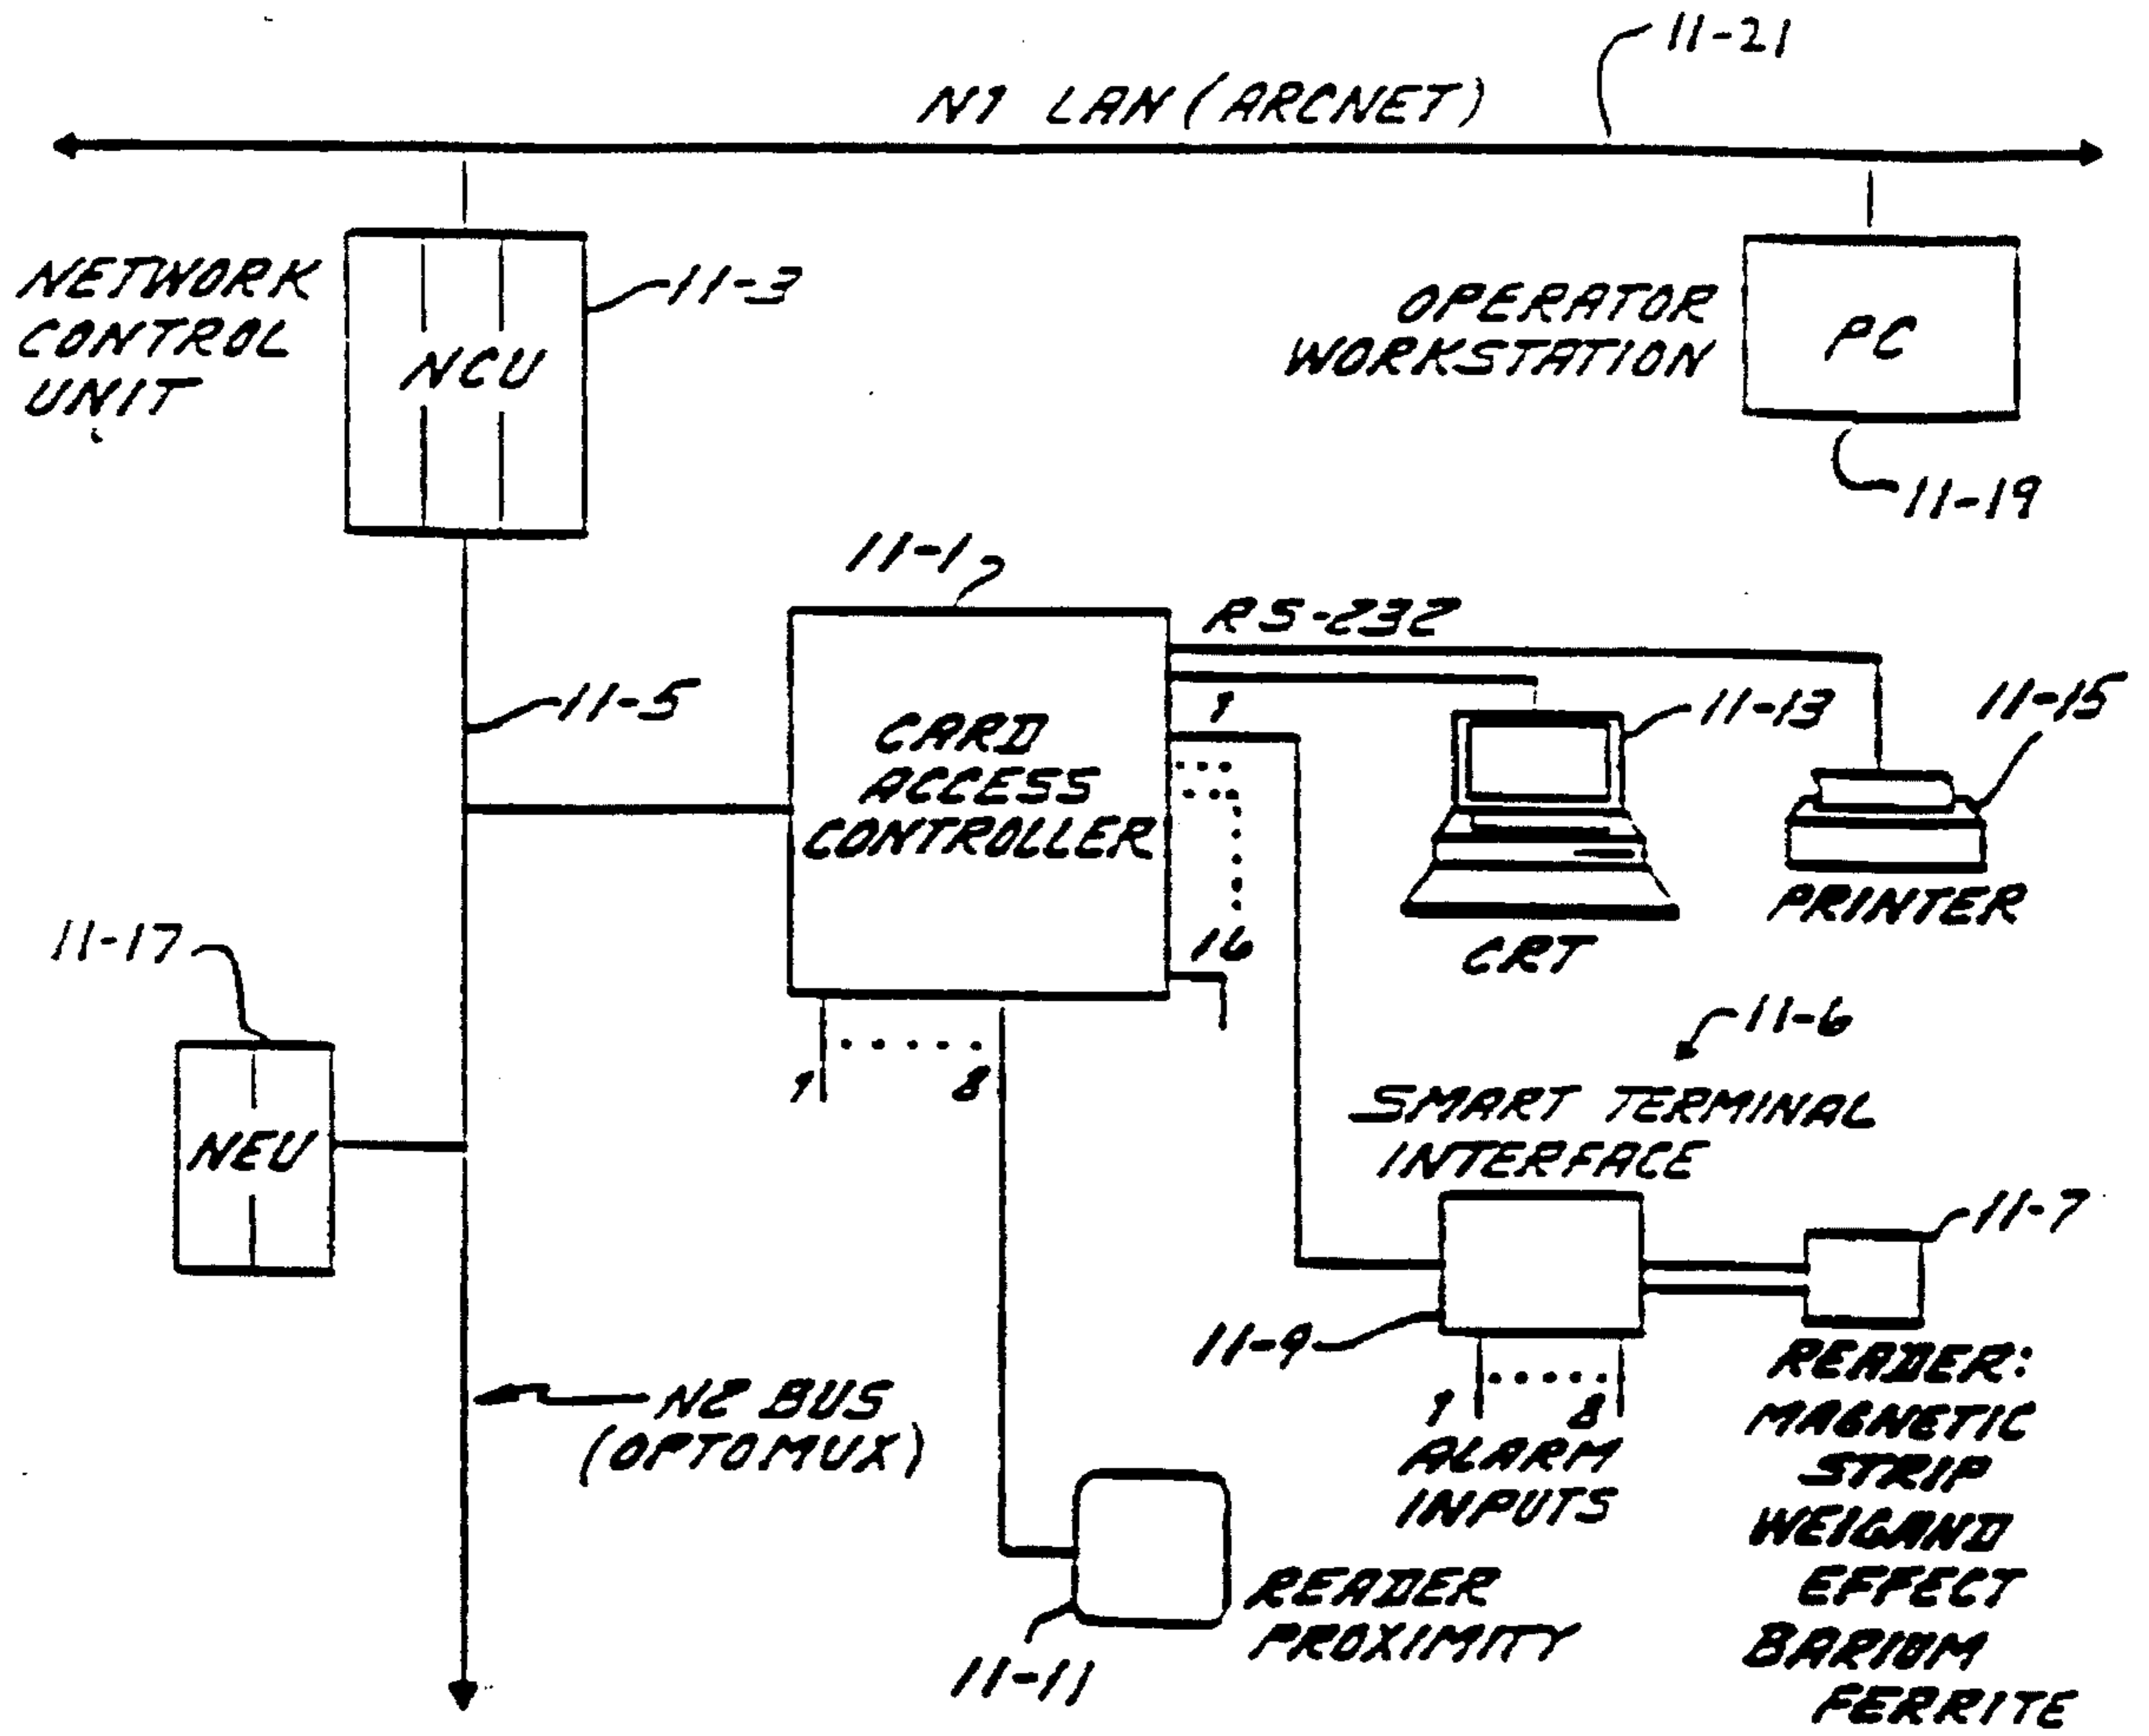 11-21
N1 LAN (ARCNET)
NETWORK
CONTROL
UNIT
NCU
11-3
OPERATOR
WORKSTATION
PC
11-19
11-1
RS-232
11-5
CARD
ACCESS
CONTROLLER
1
16
11-13
11-15
CRT
PRINTER
11-17
NEU
1
8
11-6
SMART TERMINAL
INTERFACE
11-7
11-9
1
8
ALARM
INPUTS
READER:
MAGNETIC
STRIP
WEIGAND
EFFECT
BARIUM
FERRITE
N2 BUS
(OPTOMUX)
READER
PROXIMITY
11-11